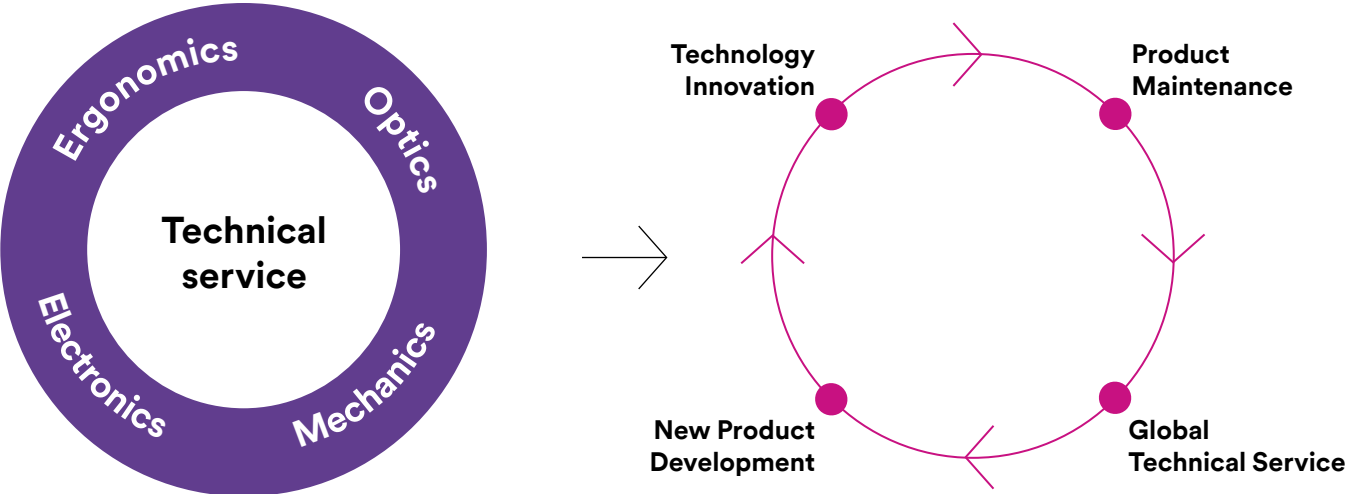 Ergonomics
Optics
Technical
service
Electronics
Mechanics
Technology
Innovation
Product
Maintenance
New Product
Development
Global
Technical Service